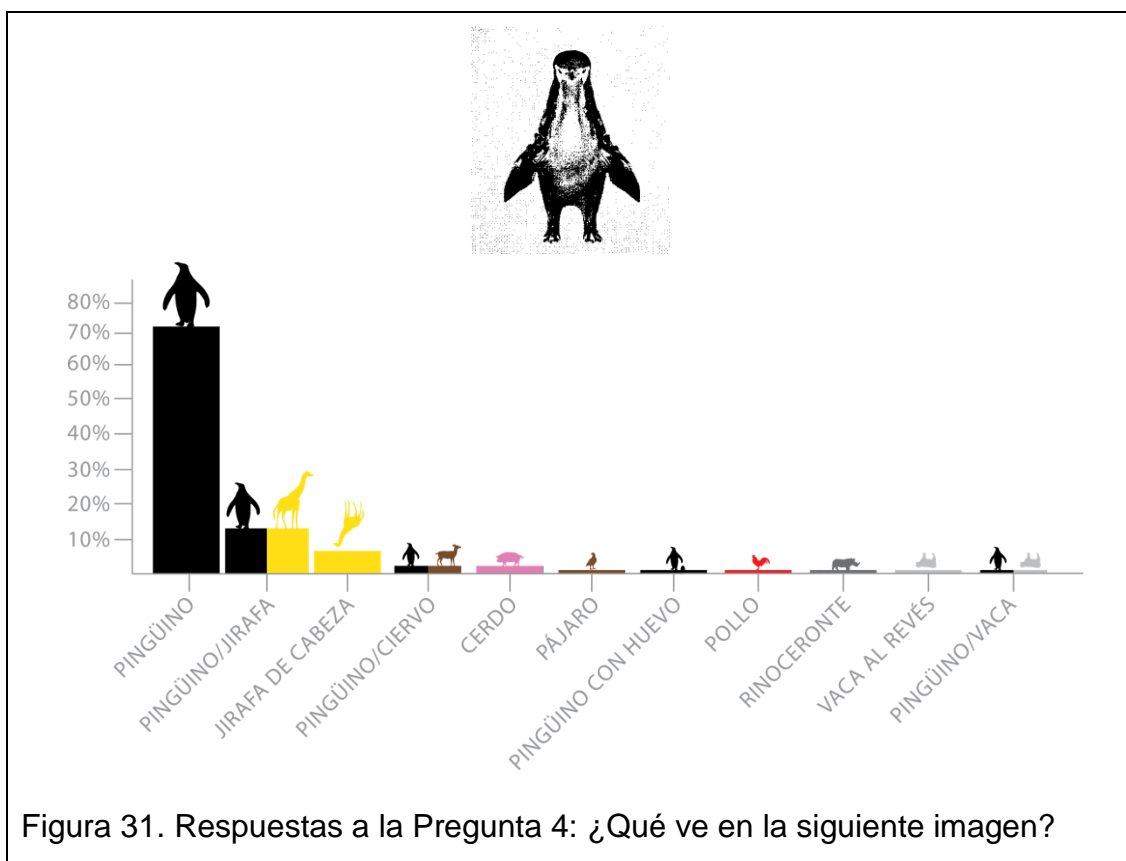 80%
70%
60%
50%
40%
30%
20%
10%
PINGÜINO
PINGÜINO/JIRAFA
JIRAFA DE CABEZA
PINGÜINO/CIERVO
CERDO
PÁJARO
PINGÜINO CON HUEVO
POLLO
RINOCERONTE
VACA AL REVÉS
PINGÜINO/VACA
Figura 31. Respuestas a la Pregunta 4: ¿Qué ve en la siguiente imagen?